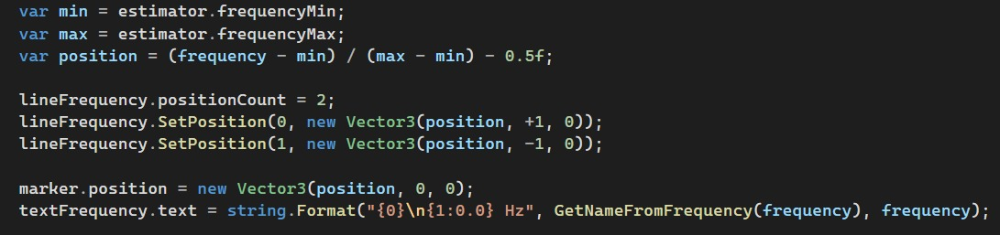 var min = estimator.frequencyMin;
var max = estimator.frequencyMax;
var position = (frequency - min) / (max - min) - 0.5f;

lineFrequency.positionCount = 2;
lineFrequency.SetPosition(0, new Vector3(position, +1, 0));
lineFrequency.SetPosition(1, new Vector3(position, -1, 0));

marker.position = new Vector3(position, 0, 0);
textFrequency.text = string.Format("{0}\n{1:0.0} Hz", GetNameFromFrequency(frequency), frequency);